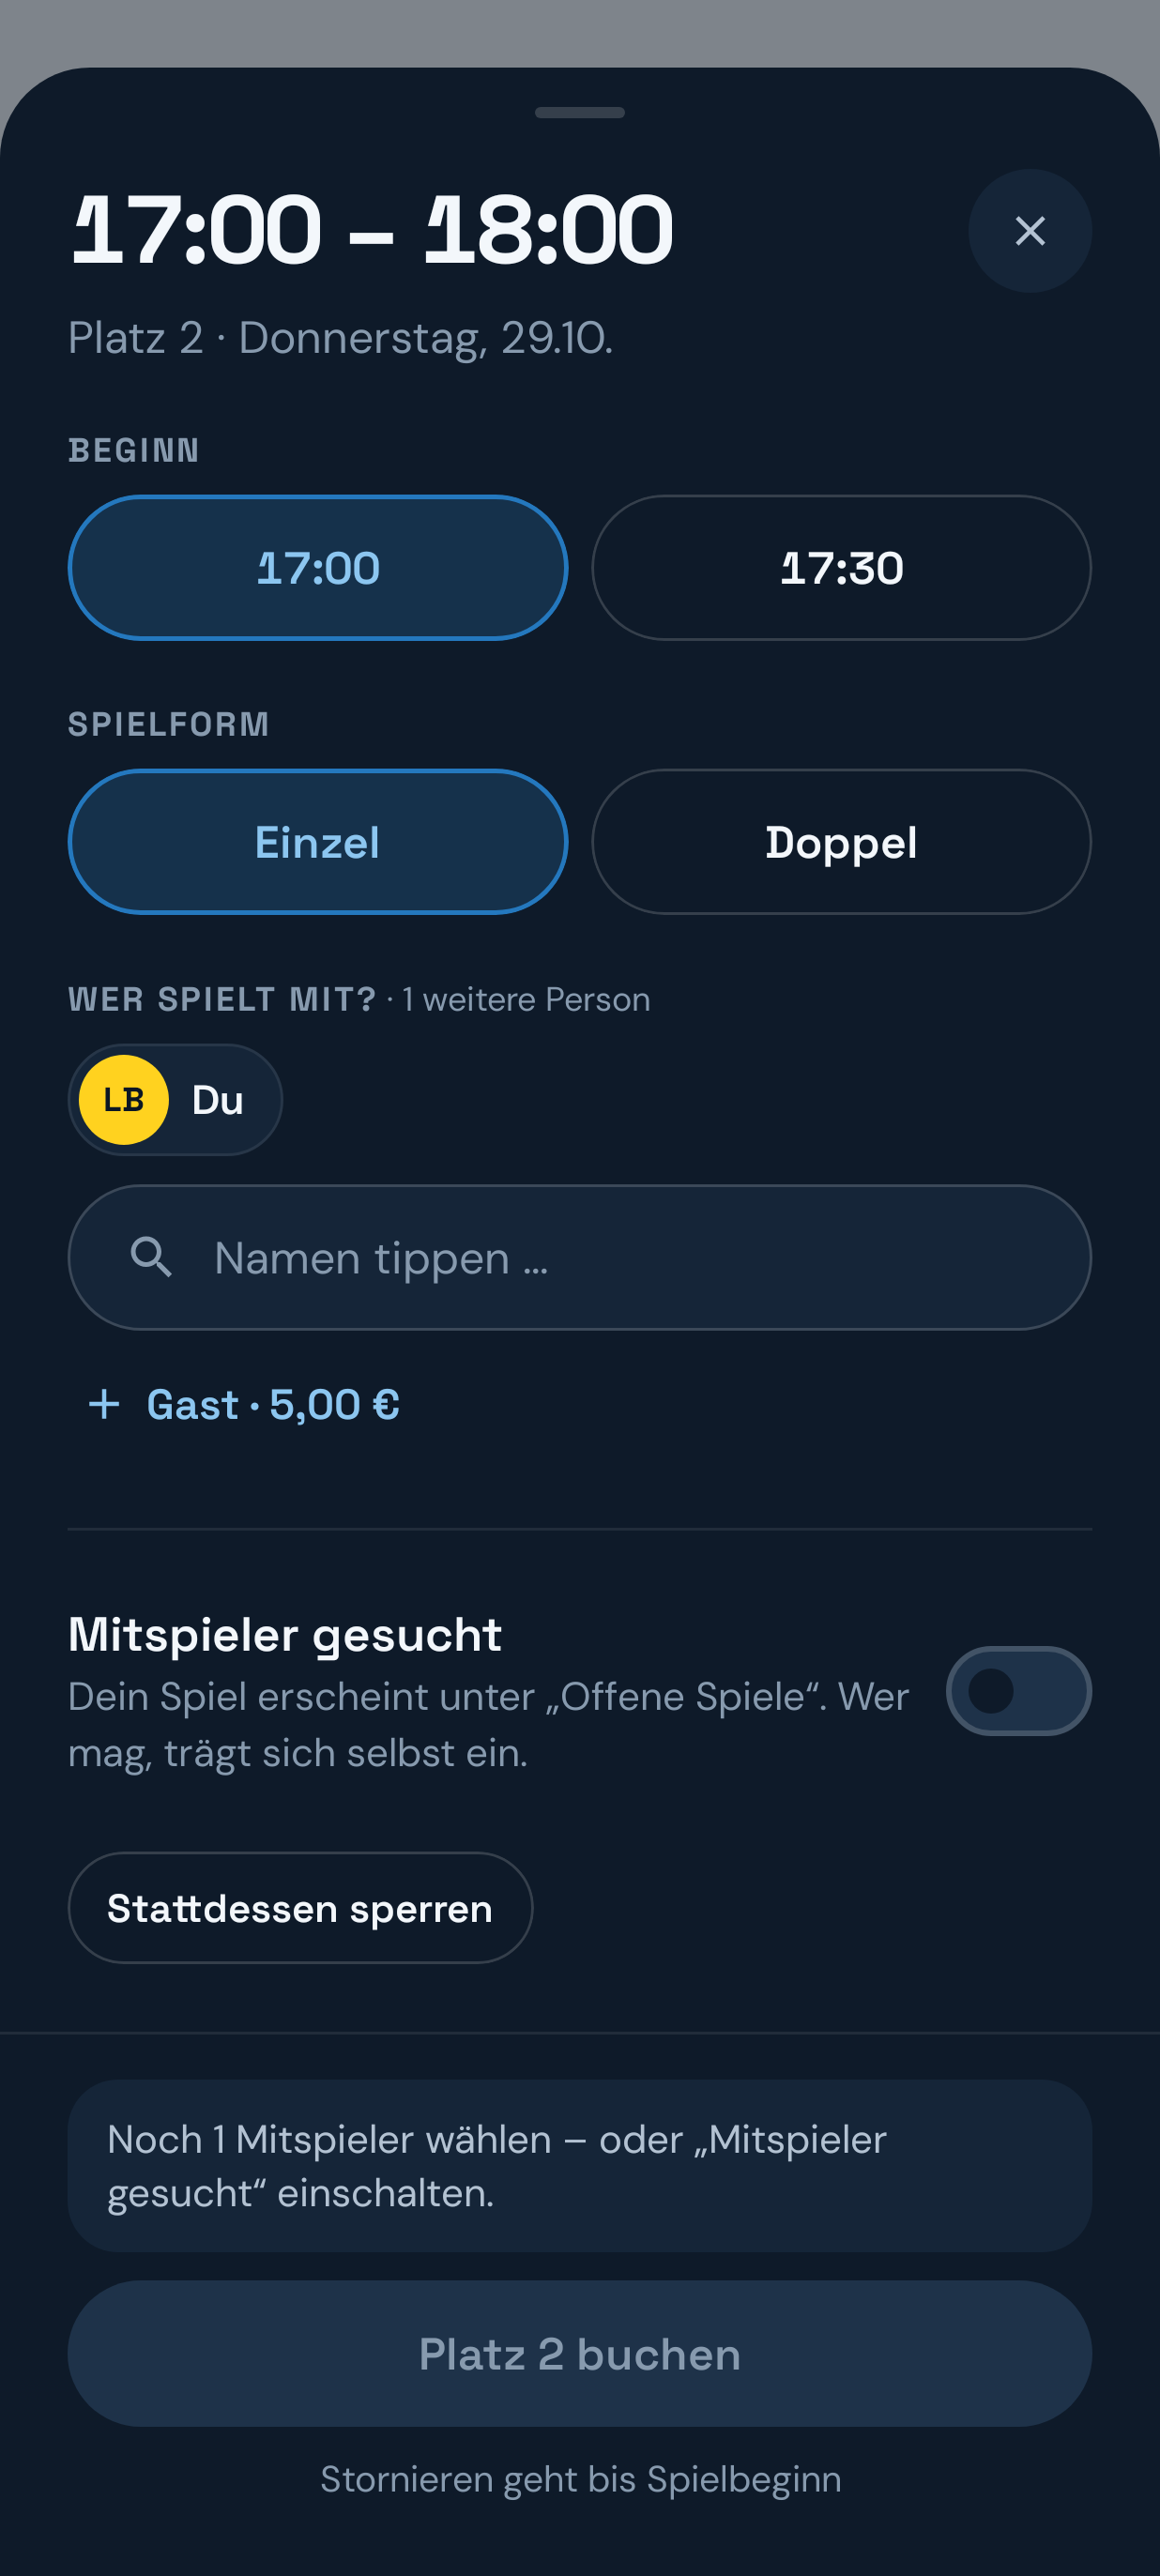 17:00 – 18:00
Platz 2 · Donnerstag, 29.10.
BEGINN
17:00
17:30
SPIELFORM
Einzel
Doppel
WER SPIELT MIT? · 1 weitere Person
LB Du
Namen tippen ...
+ Gast · 5,00 €
Mitspieler gesucht
Dein Spiel erscheint unter „Offene Spiele“. Wer
mag, trägt sich selbst ein.
Stattdessen sperren
Noch 1 Mitspieler wählen – oder „Mitspieler
gesucht“ einschalten.
Platz 2 buchen
Stornieren geht bis Spielbeginn